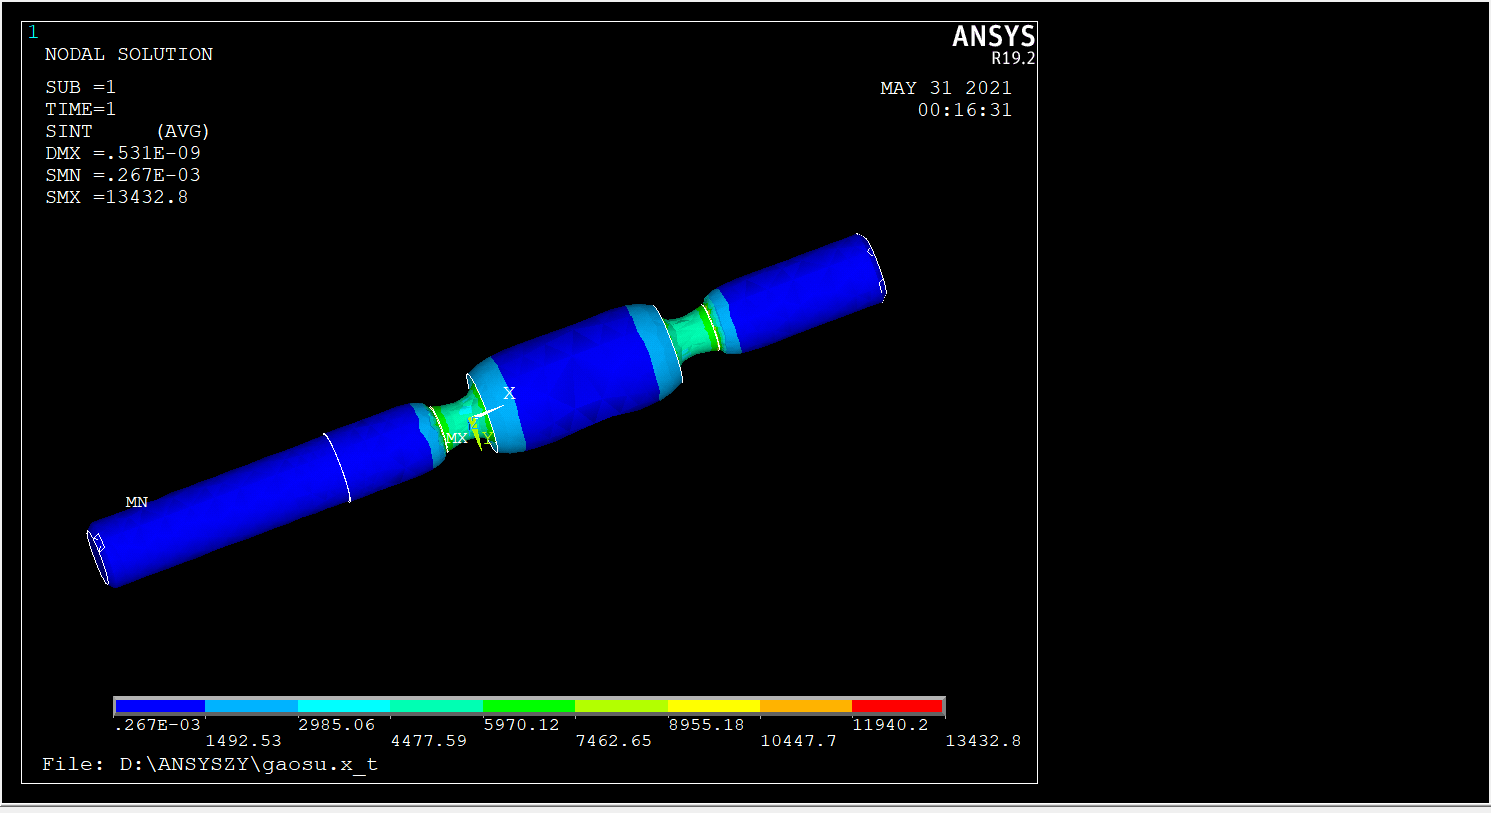 1
ANSYS
R19.2
NODAL SOLUTION
SUB =1
TIME=1
SINT     (AVG)
DMX =.531E-09
SMN =.267E-03
SMX =13432.8
MAY 31 2021
00:16:31
X
Z
MX
Y
MN
.267E-03
1492.53
2985.06
4477.59
5970.12
7462.65
8955.18
10447.7
11940.2
13432.8
File: D:\ANSYSZY\gaosu.x_t